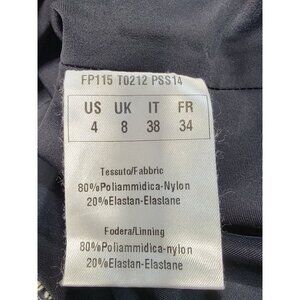 FP115 T0212 PSS14
US UK IT FR
4 8 38 34
Tessuto/Fabbric
80%Poliammidica-Nylon
20%Elastan-Elastane
Fodera/Linning
80%Poliammidica-nylon
20%Elastan-Elastane